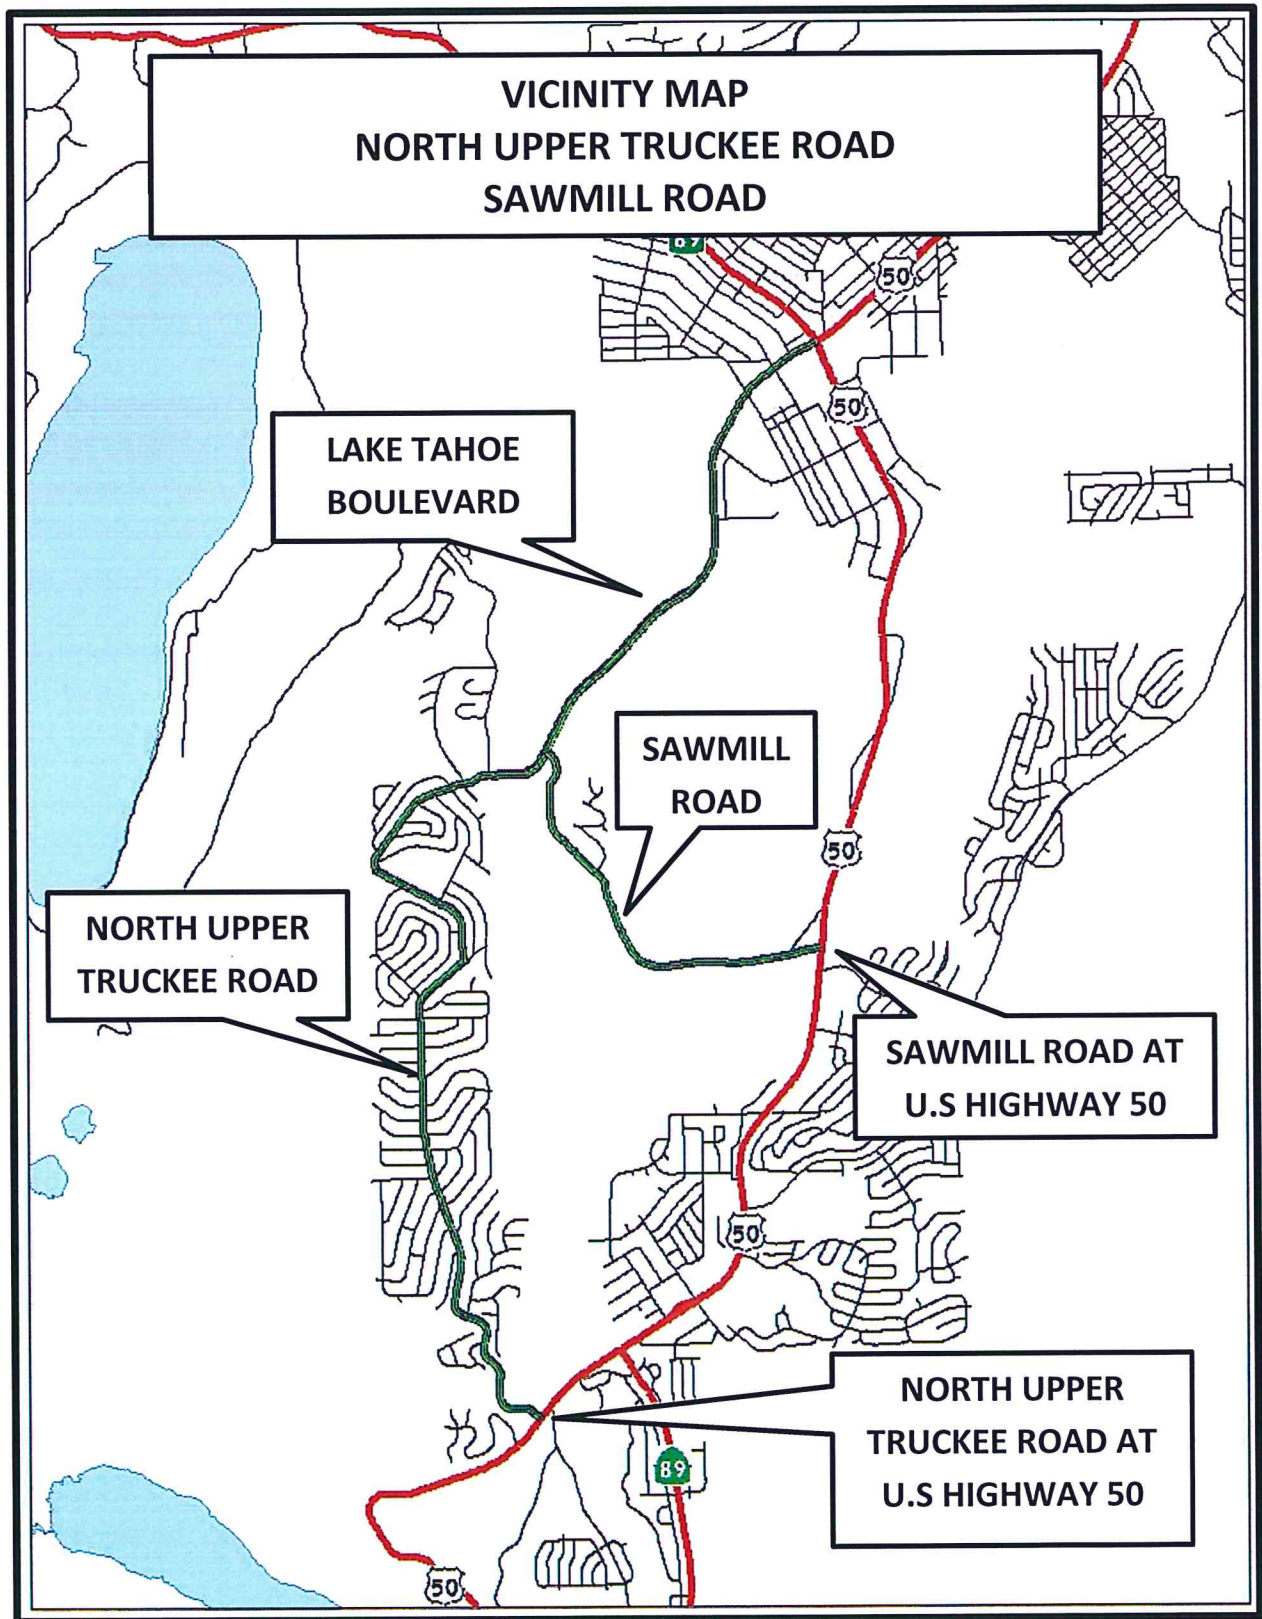 VICINITY MAP
NORTH UPPER TRUCKEE ROAD
SAWMILL ROAD
89
50
50
LAKE TAHOE
BOULEVARD
SAWMILL
ROAD
50
NORTH UPPER
TRUCKEE ROAD
SAWMILL ROAD AT
U.S HIGHWAY 50
50
NORTH UPPER
TRUCKEE ROAD AT
U.S HIGHWAY 50
89
50